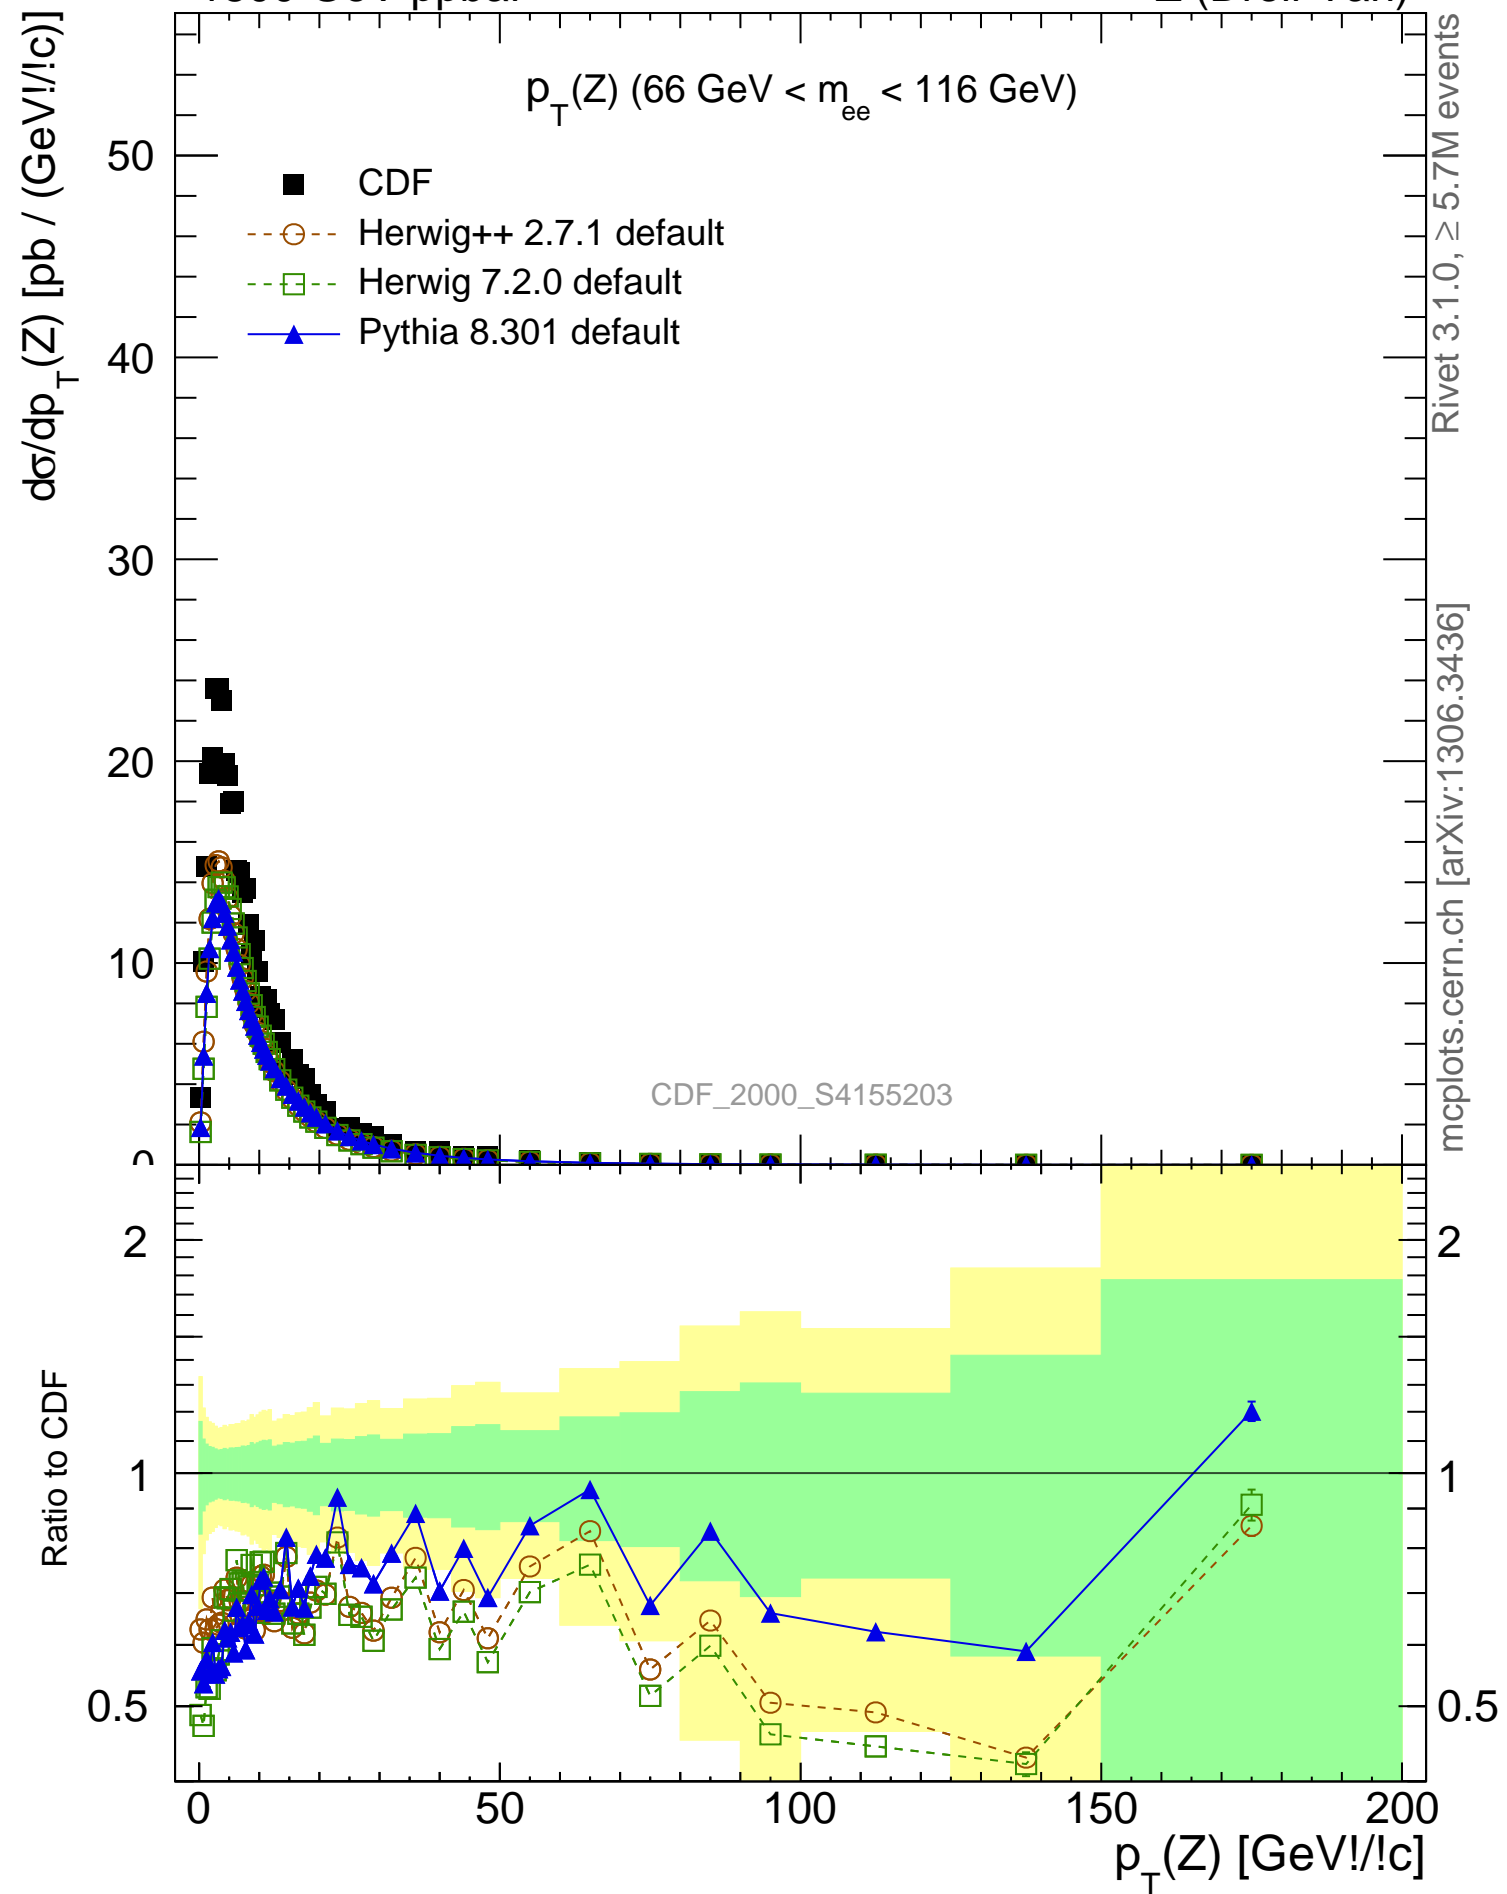 dσ/dp_T(Z) [pb / (GeV!/!c)]
p_T(Z) (66 GeV < m_ee < 116 GeV)
CDF
Herwig++ 2.7.1 default
Herwig 7.2.0 default
Pythia 8.301 default
50
40
30
20
10
0
CDF_2000_S4155203
Rivet 3.1.0, ≥ 5.7M events
mcplots.cern.ch [arXiv:1306.3436]
Ratio to CDF
2
1
0.5
2
1
0.5
0
50
100
150
200
p_T(Z) [GeV!/!c]